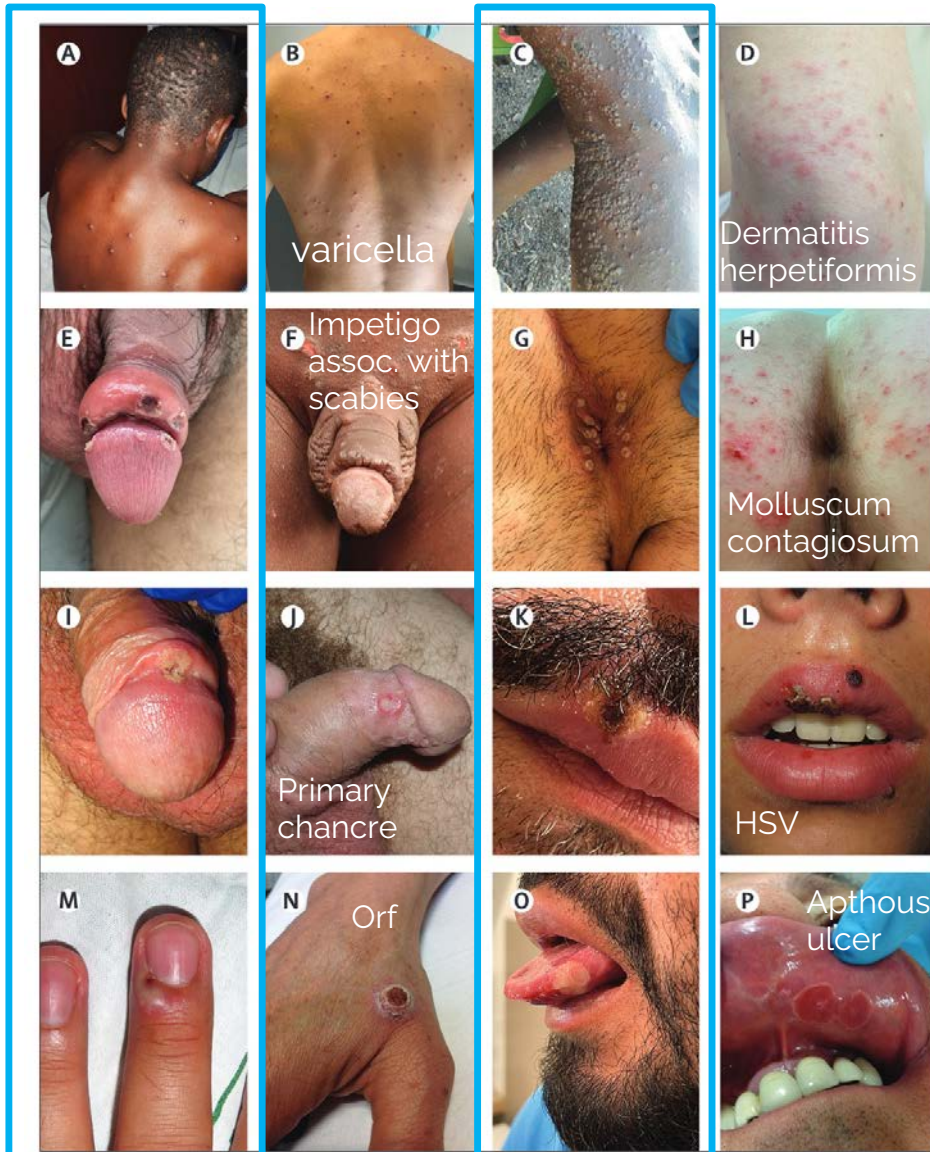 A
B
varicella
C
D
Dermatitis
herpetiformis
E
F
Impetigo
assoc. with
scabies
G
H
Molluscum
contagiosum
I
J
Primary
chancre
K
L
HSV
M
N
Orf
O
P
Apthous
ulcer